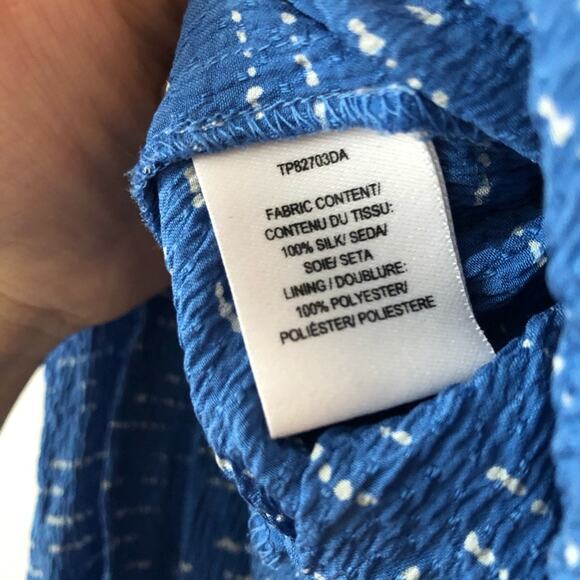 TP82703DA
FABRIC CONTENT/
CONTENU DU TISSU:
100% SILK/ SEDA/
SOIE/ SETA
LINING / DOUBLURE:
100% POLYESTER/
POLIÉSTER/ POLIESTERE